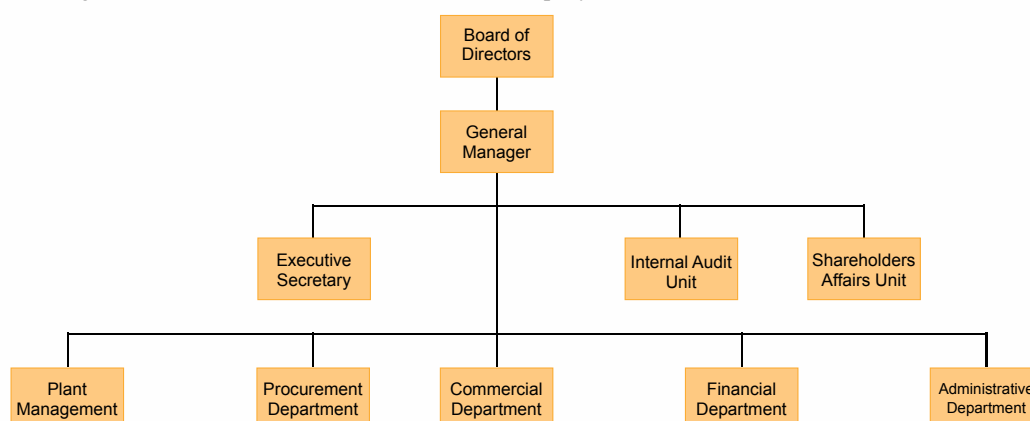 Board of
Directors
General
Manager
Executive
Secretary
Internal Audit
Unit
Shareholders
Affairs Unit
Plant
Management
Procurement
Department
Commercial
Department
Financial
Department
Administrative
Department